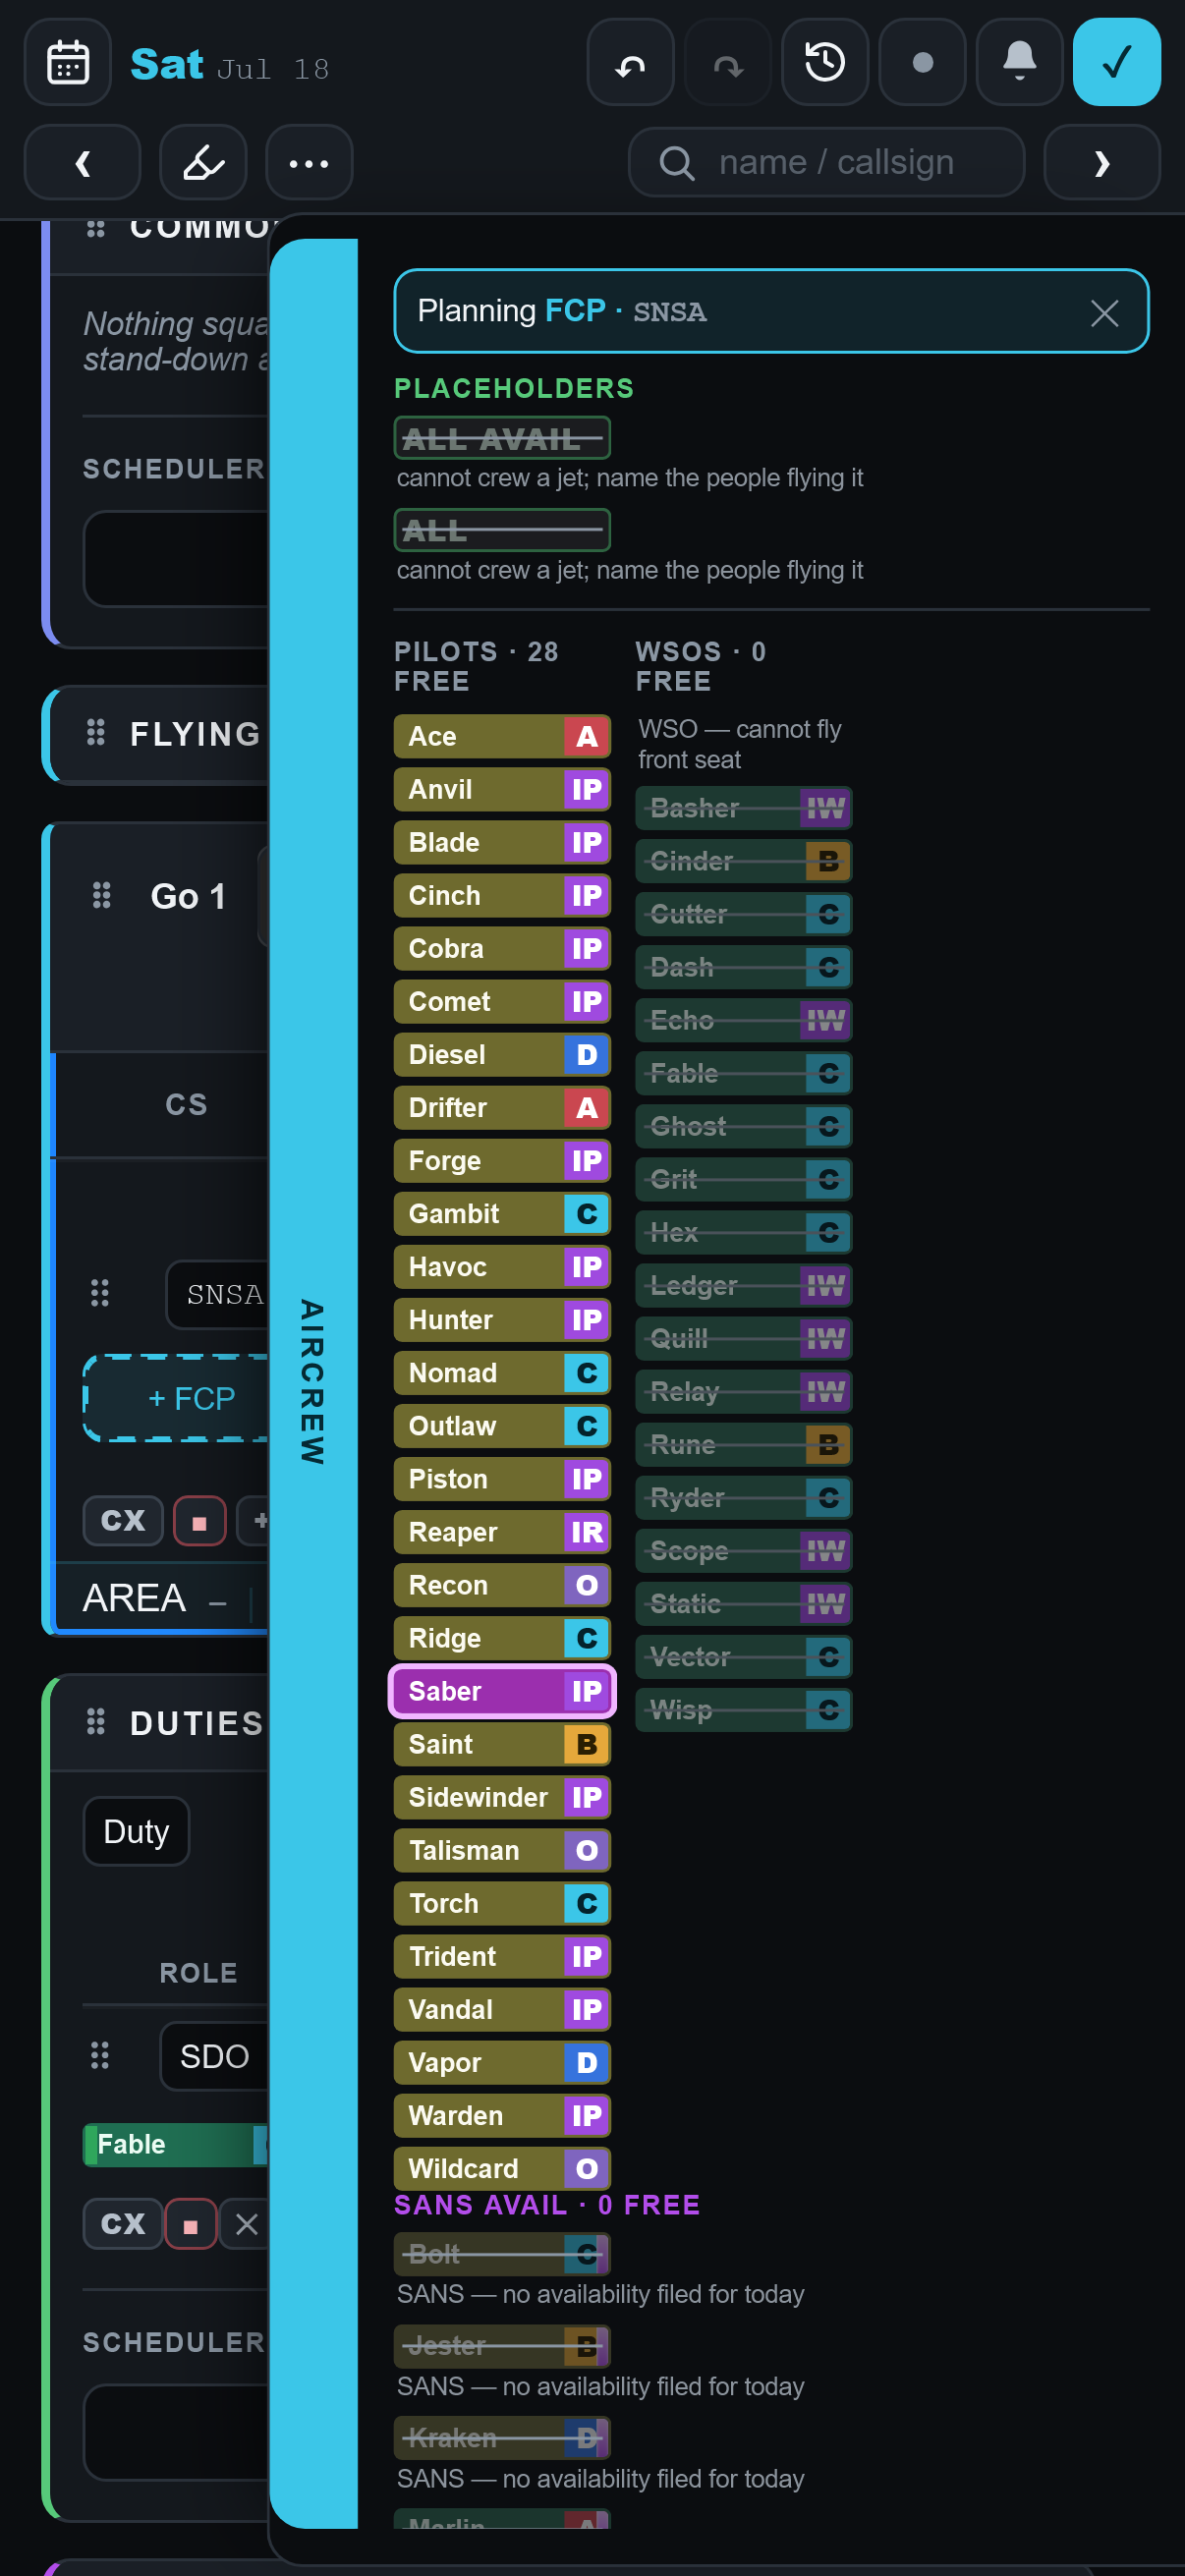 Sat Jul 18
name / callsign
COMMO
Nothing squa
stand-down a
SCHEDULER
FLYING
Go 1
CS
SNSA
+ FCP
CX
AREA –
DUTIES
Duty
ROLE
SDO
Fable
CX
SCHEDULER
AIRCREW
Planning FCP · SNSA
PLACEHOLDERS
ALL AVAIL
cannot crew a jet; name the people flying it
ALL
cannot crew a jet; name the people flying it
PILOTS · 28
FREE
Ace A
Anvil IP
Blade IP
Cinch IP
Cobra IP
Comet IP
Diesel D
Drifter A
Forge IP
Gambit C
Havoc IP
Hunter IP
Nomad C
Outlaw C
Piston IP
Reaper IR
Recon O
Ridge C
Saber IP
Saint B
Sidewinder IP
Talisman O
Torch C
Trident IP
Vandal IP
Vapor D
Warden IP
Wildcard O
WSOS · 0
FREE
WSO — cannot fly
front seat
Basher IW
Cinder B
Cutter C
Dash C
Echo IW
Fable C
Ghost C
Grit C
Hex C
Ledger IW
Quill IW
Relay IW
Rune B
Ryder C
Scope IW
Static IW
Vector C
Wisp C
SANS AVAIL · 0 FREE
Bolt C
SANS — no availability filed for today
Jester B
SANS — no availability filed for today
Kraken D
SANS — no availability filed for today
Marlin A